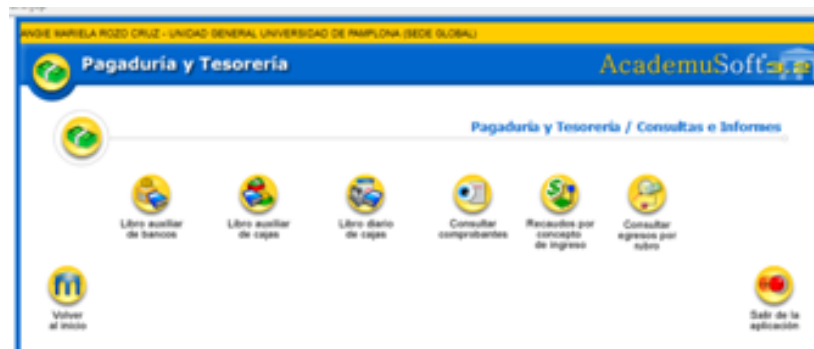 ANGIE MARIELA ROZO CRUZ - UNIDAD GENERAL UNIVERSIDAD DE PAMPLONA (SEDE GLOBAL)
Pagaduría y Tesorería
AcademuSoft 3.2
Pagaduría y Tesorería / Consultas e Informes
Libro auxiliar
de bancos
Libro auxiliar
de cajas
Libro diario
de cajas
Consultar
comprobantes
Recaudos por
concepto
de ingreso
Consultar
egresos por
rubro
Volver
al inicio
Salir de la
aplicación